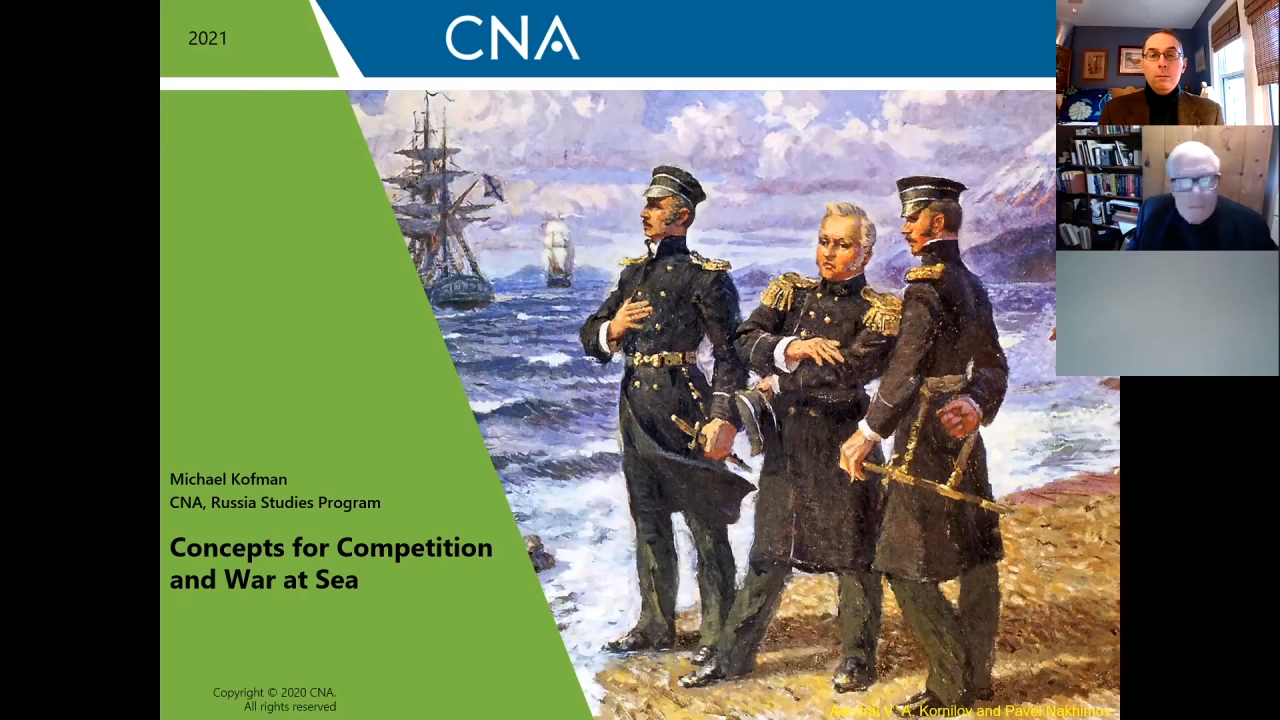 2021
CNA
Michael Kofman
CNA, Russia Studies Program
Concepts for Competition
and War at Sea
Copyright © 2020 CNA.
All rights reserved
V. A. Kornilov and Pavel Nakhimov